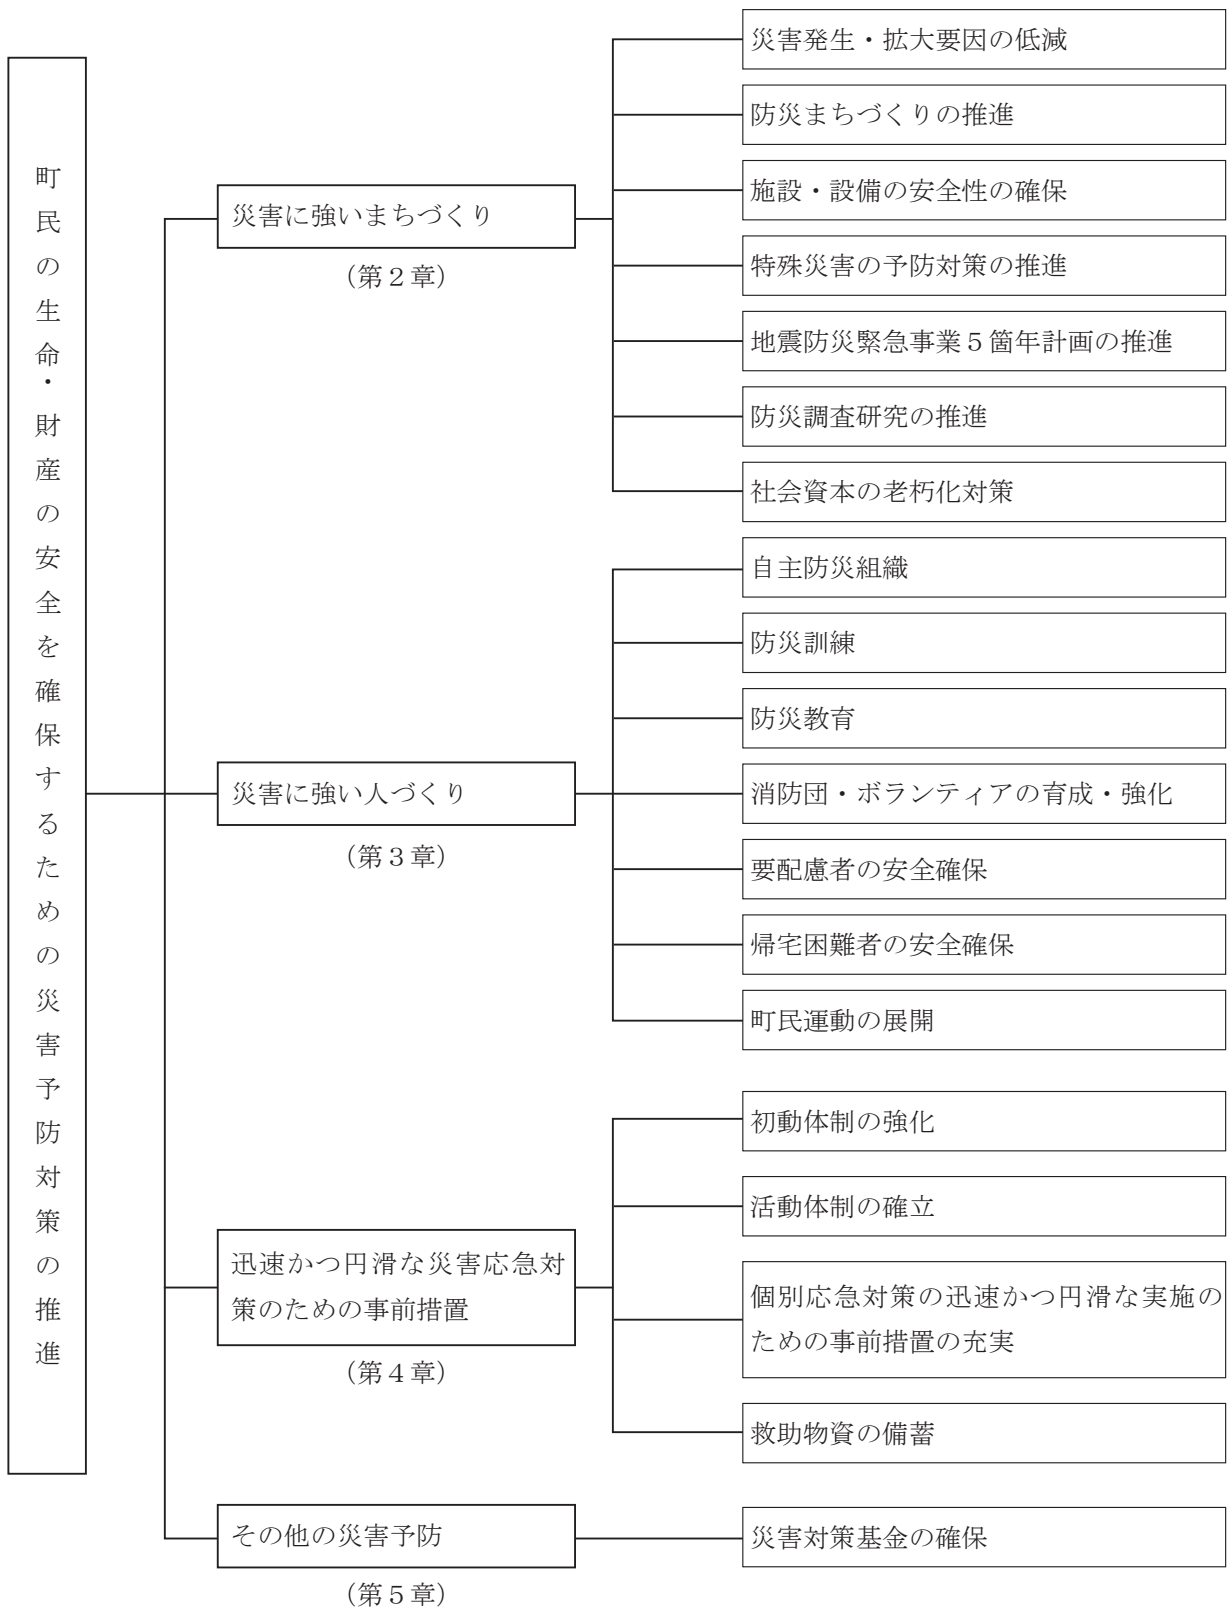 町民の生命・財産の安全を確保するための災害予防対策の推進
災害に強いまちづくり
（第２章）
災害発生・拡大要因の低減
防災まちづくりの推進
施設・設備の安全性の確保
特殊災害の予防対策の推進
地震防災緊急事業５箇年計画の推進
防災調査研究の推進
社会資本の老朽化対策
災害に強い人づくり
（第３章）
自主防災組織
防災訓練
防災教育
消防団・ボランティアの育成・強化
要配慮者の安全確保
帰宅困難者の安全確保
町民運動の展開
迅速かつ円滑な災害応急対
策のための事前措置
（第４章）
初動体制の強化
活動体制の確立
個別応急対策の迅速かつ円滑な実施の
ための事前措置の充実
救助物資の備蓄
その他の災害予防
（第５章）
災害対策基金の確保